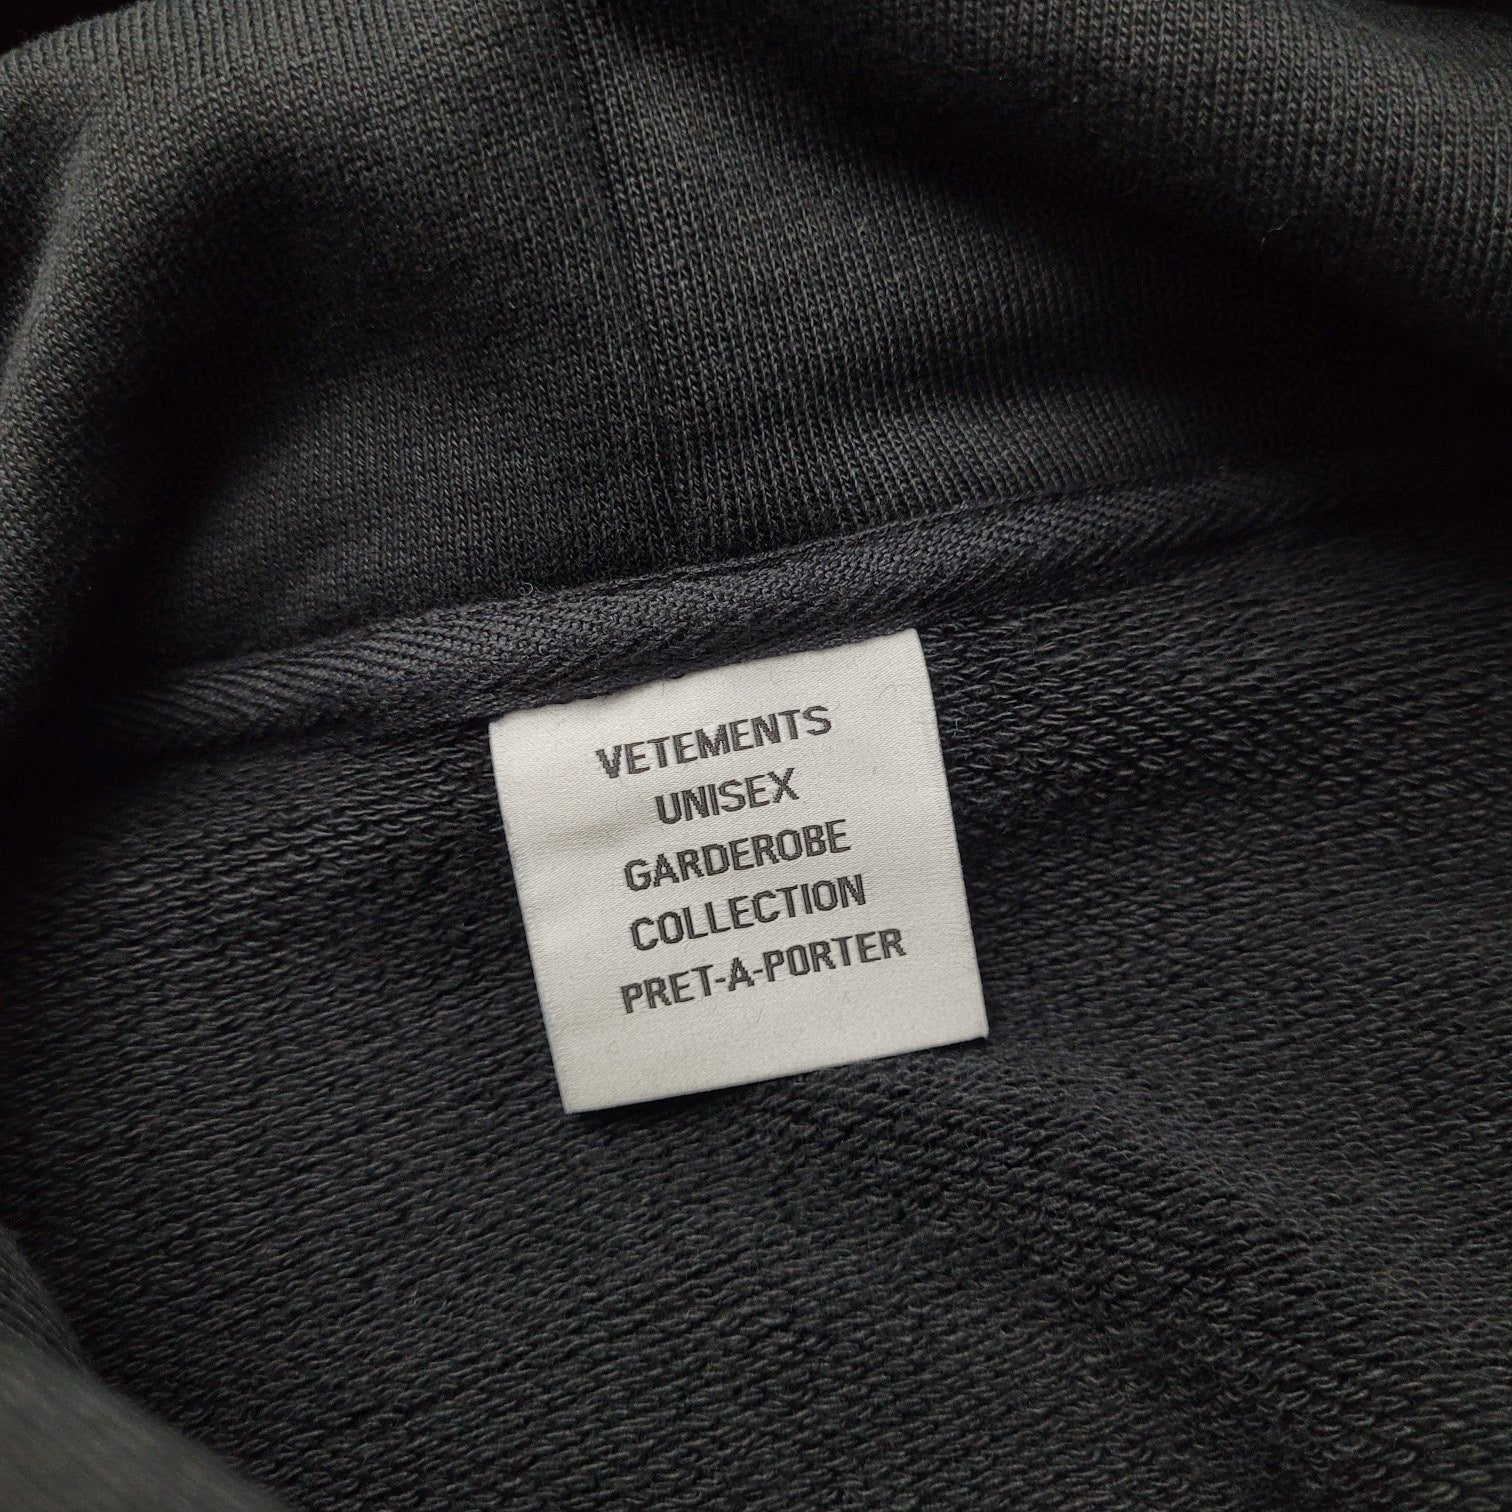 VETEMENTS
UNISEX
GARDEROBE
COLLECTION
PRET-A-PORTER